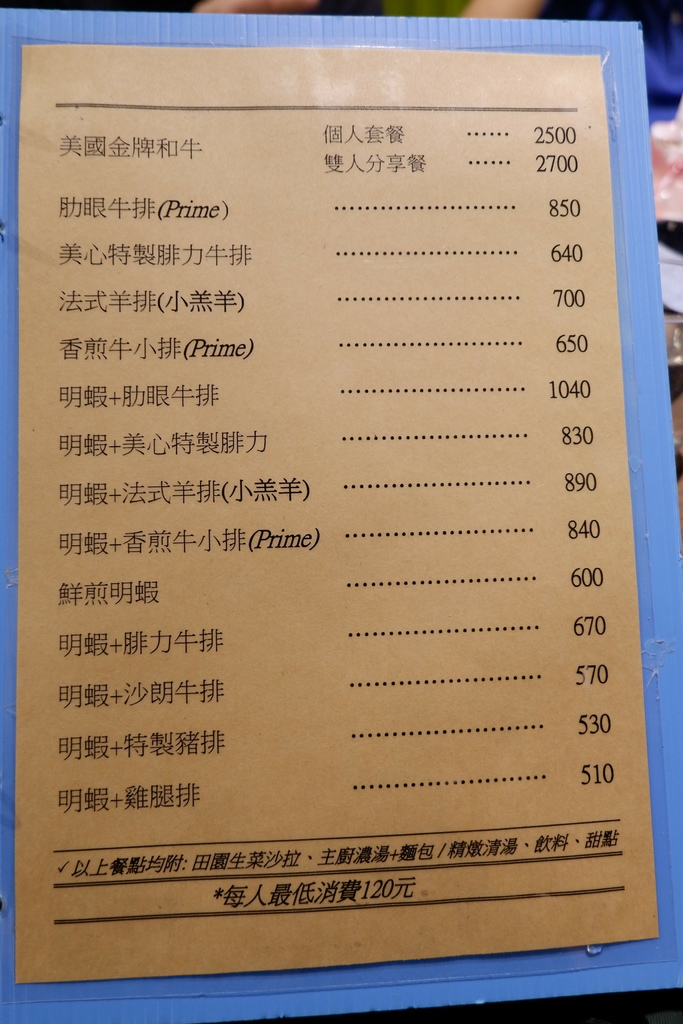 美國金牌和牛 個人套餐 …… 2500
雙人分享餐 …… 2700
肋眼牛排(Prime) ........................ 850
美心特製腓力牛排 ........................ 640
法式羊排(小羔羊) ........................ 700
香煎牛小排(Prime) ........................ 650
明蝦+肋眼牛排 ........................ 1040
明蝦+美心特製腓力 ........................ 830
明蝦+法式羊排(小羔羊) ........................ 890
明蝦+香煎牛小排(Prime) ........................ 840
鮮煎明蝦 ........................ 600
明蝦+腓力牛排 ........................ 670
明蝦+沙朗牛排 ........................ 570
明蝦+特製豬排 ........................ 530
明蝦+雞腿排 ........................ 510
✓以上餐點均附: 田園生菜沙拉、主廚濃湯+麵包 / 精燉清湯、飲料、甜點
*每人最低消費120元